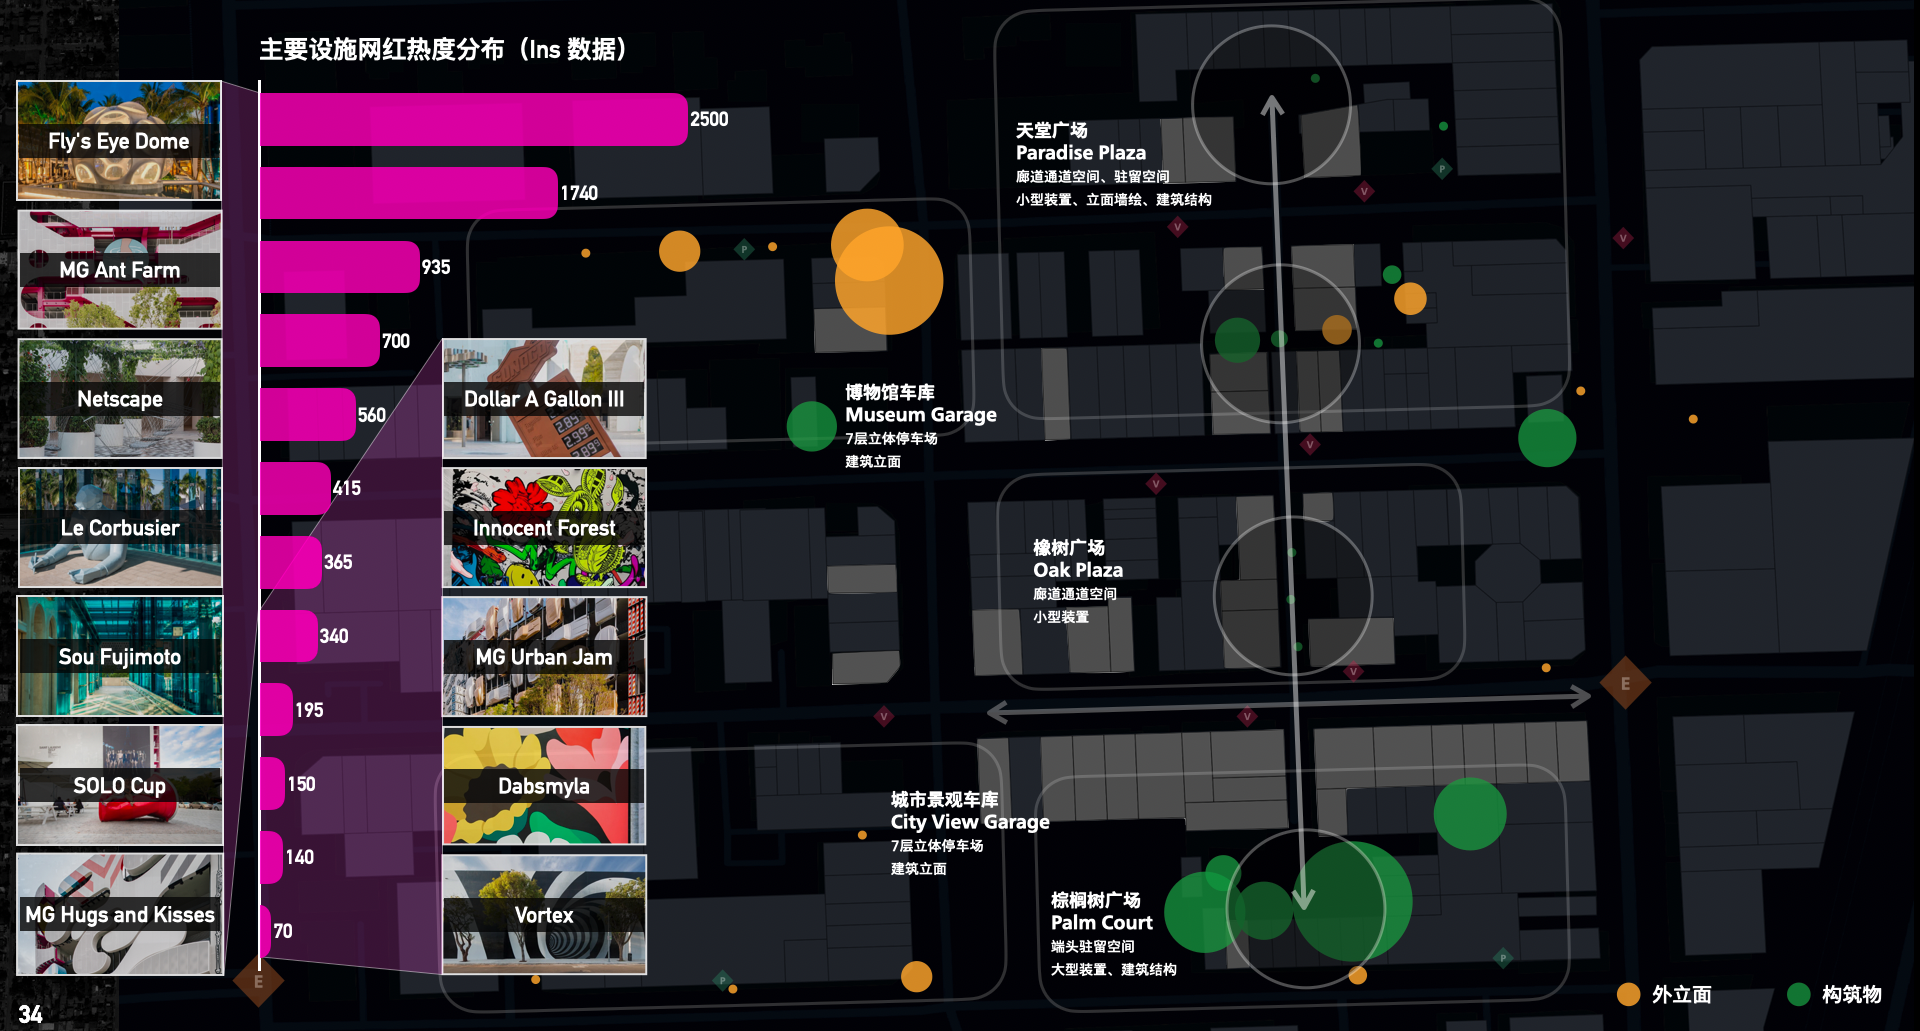 主要设施网红热度分布（Ins 数据）
Fly's Eye Dome
MG Ant Farm
Netscape
Le Corbusier
Sou Fujimoto
SOLO Cup
MG Hugs and Kisses
2500
1740
935
700
560
415
365
340
195
150
140
70
Dollar A Gallon III
Innocent Forest
MG Urban Jam
Dabsmyla
Vortex
2.85⁹
2.99⁹
2.89⁹
天堂广场
Paradise Plaza
廊道通道空间、驻留空间
小型装置、立面墙绘、建筑结构
博物馆车库
Museum Garage
7层立体停车场
建筑立面
橡树广场
Oak Plaza
廊道通道空间
小型装置
城市景观车库
City View Garage
7层立体停车场
建筑立面
棕榈树广场
Palm Court
端头驻留空间
大型装置、建筑结构
P
P
P
P
V
V
V
V
V
V
V
V
E
E
外立面
构筑物
34